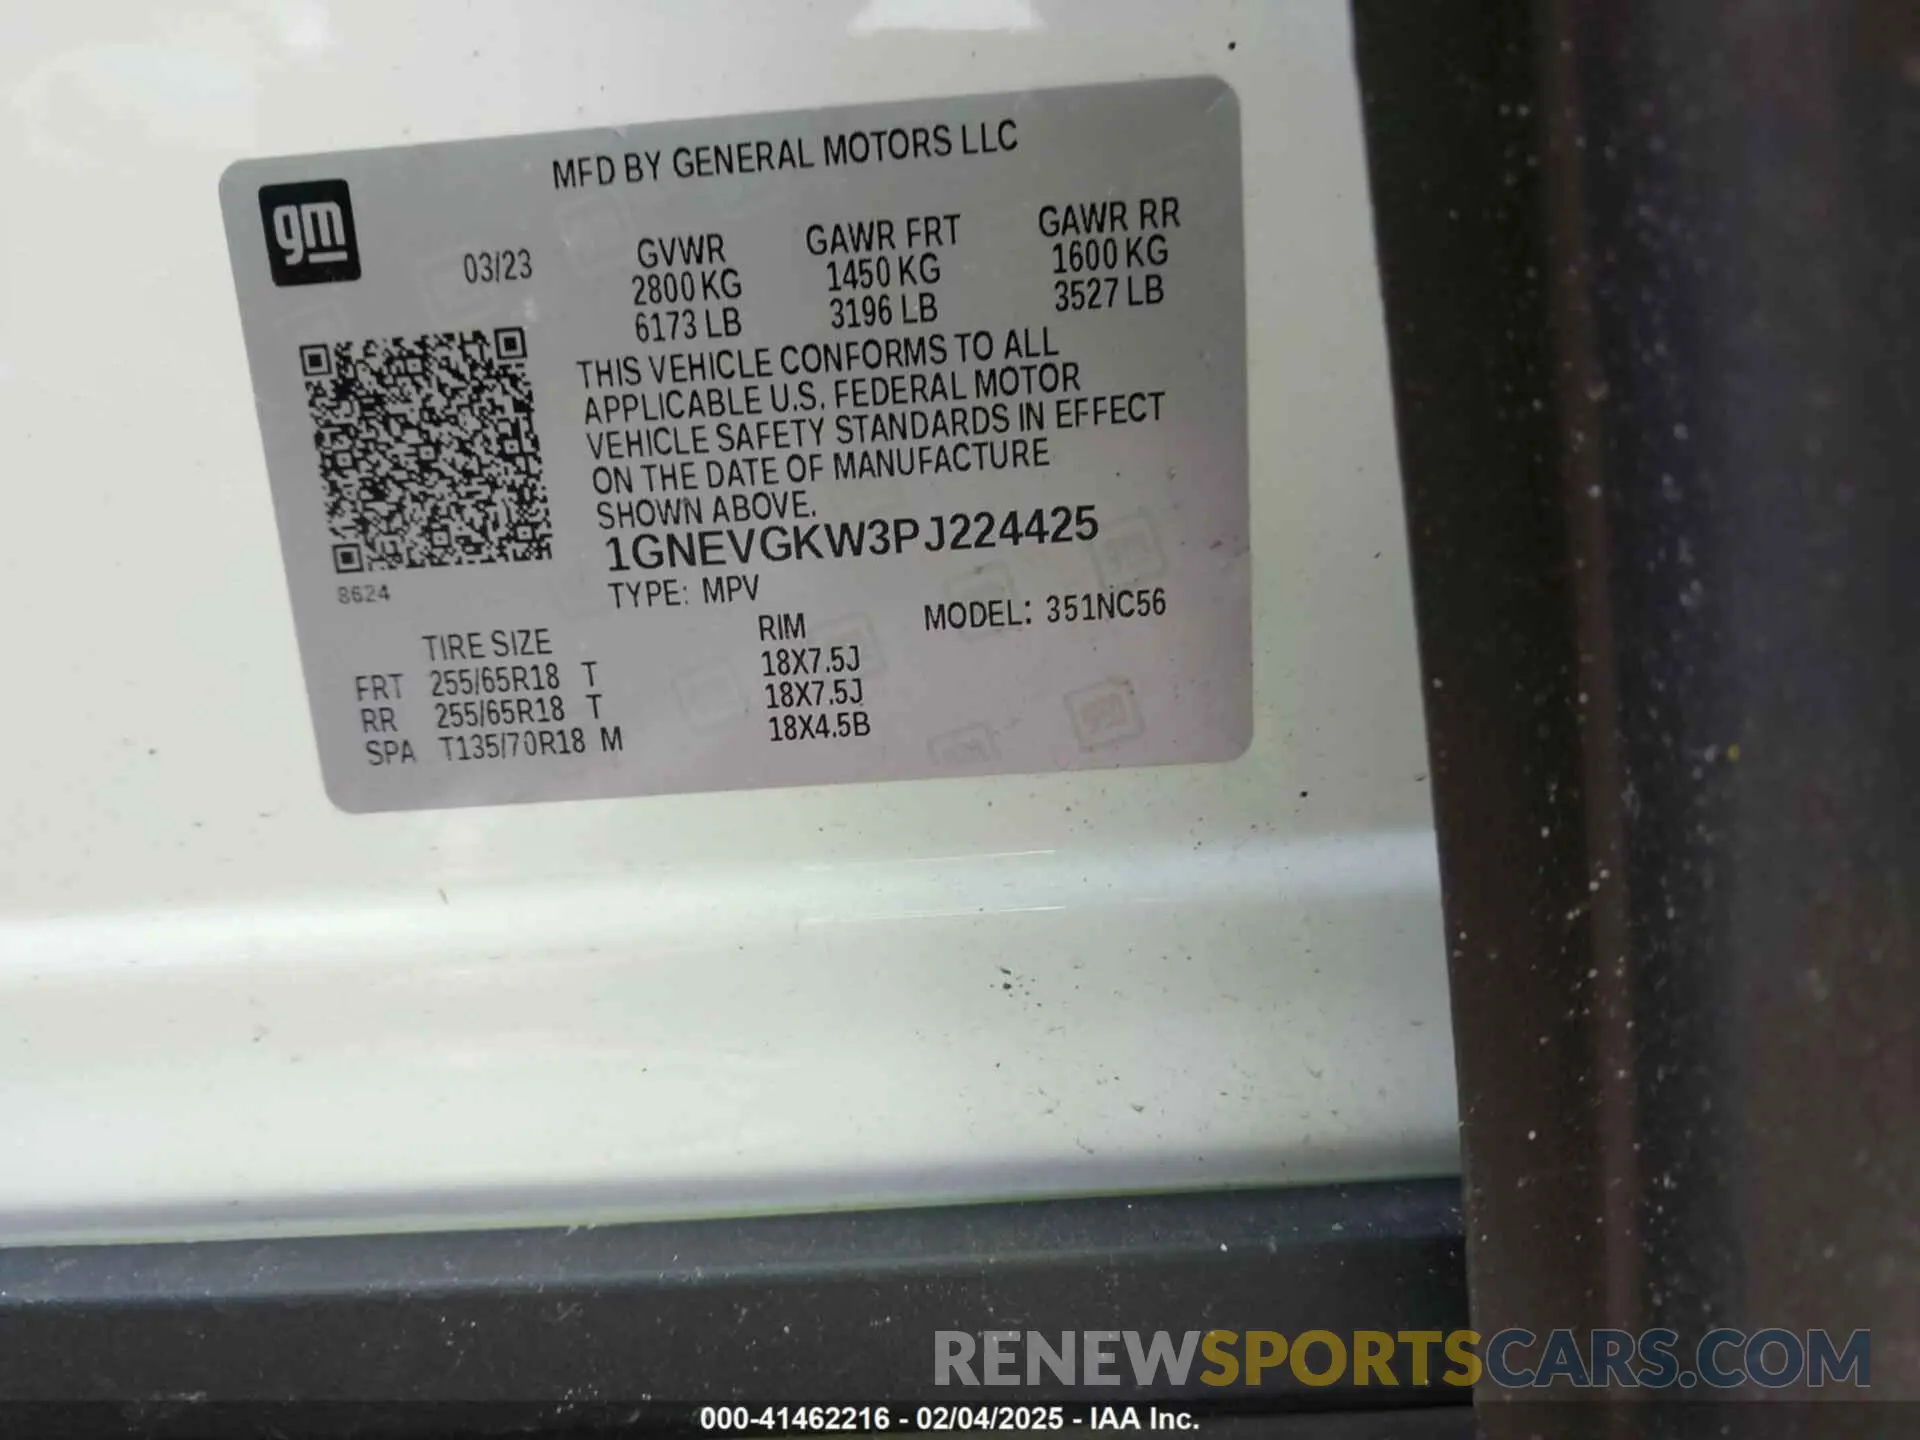 MFD BY GENERAL MOTORS LLC
gm
03/23
GVWR GAWR FRT GAWR RR
2800 KG 1450 KG 1600 KG
6173 LB 3196 LB 3527 LB
THIS VEHICLE CONFORMS TO ALL
APPLICABLE U.S. FEDERAL MOTOR
VEHICLE SAFETY STANDARDS IN EFFECT
ON THE DATE OF MANUFACTURE
SHOWN ABOVE.
1GNEVGKW3PJ224425
8624
TYPE: MPV
MODEL: 351NC56
TIRE SIZE RIM
FRT 255/65R18 T 18X7.5J
RR 255/65R18 T 18X7.5J
SPA T135/70R18 M 18X4.5B
RENEWSPORTSCARS.COM
000-41462216 - 02/04/2025 - IAA Inc.